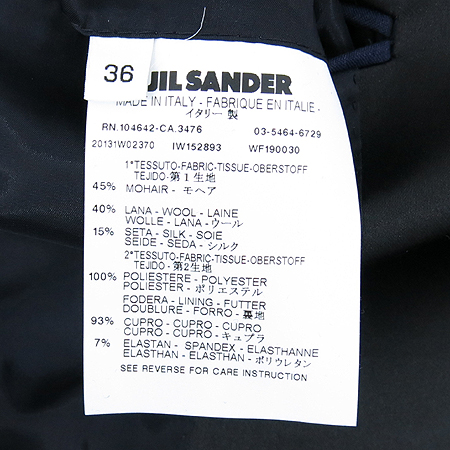 36
JIL SANDER
MADE IN ITALY - FABRIQUE EN ITALIE -
イタリー 製
RN.104642-CA.3476 03-5464-6729
20131W02370 IW152893 WF190030
1°TESSUTO-FABRIC-TISSUE-OBERSTOFF
TEJIDO-第1生地
45% MOHAIR - モヘア
40% LANA - WOOL - LAINE
WOLLE - LANA - ウール
15% SETA - SILK - SOIE
SEIDE - SEDA - シルク
2°TESSUTO-FABRIC-TISSUE-OBERSTOFF
TEJIDO -第2生地
100% POLIESTERE - POLYESTER
POLIESTER - ポリエステル
FODERA - LINING - FUTTER
DOUBLURE - FORRO - 裏地
93% CUPRO - CUPRO - CUPRO
CUPRO - CUPRO - キュプラ
7% ELASTAN - SPANDEX - ELASTHANNE
ELASTHAN - ELASTHAN - ポリウレタン
SEE REVERSE FOR CARE INSTRUCTION